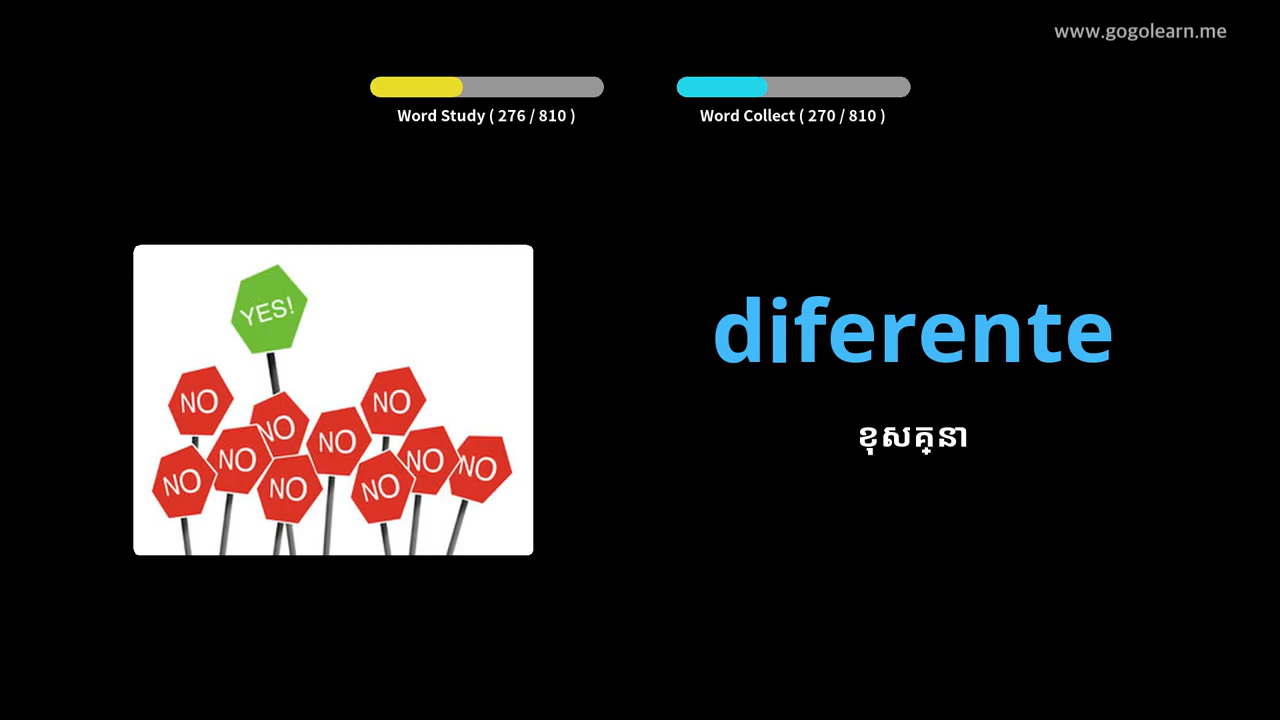 www.gogolearn.me
Word Study ( 276 / 810 )
Word Collect ( 270 / 810 )
YES!
NO
NO
NO
NO
NO
NO
NO
NO
NO
NO
diferente
ខុសគ្នា